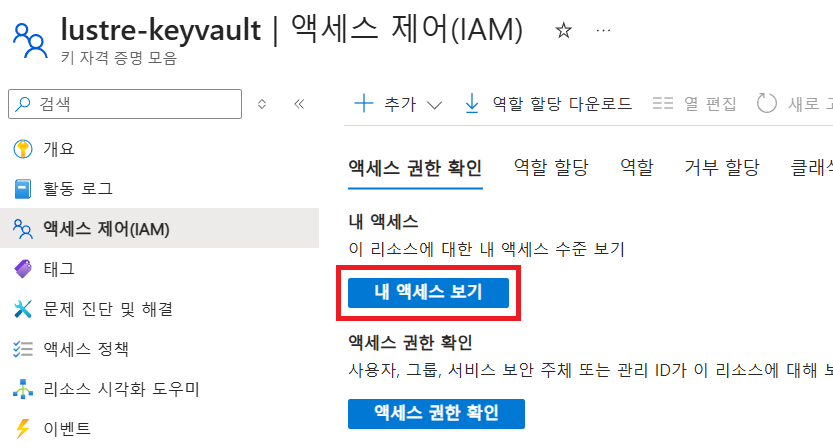 lustre-keyvault | 액세스 제어(IAM)
키 자격 증명 모음
검색
추가
역할 할당 다운로드
열 편집
새로
개요
활동 로그
액세스 제어(IAM)
태그
문제 진단 및 해결
액세스 정책
리소스 시각화 도우미
이벤트
액세스 권한 확인
역할 할당
역할
거부 할당
클래식
내 액세스
이 리소스에 대한 내 액세스 수준 보기
내 액세스 보기
액세스 권한 확인
사용자, 그룹, 서비스 보안 주체 또는 관리 ID가 이 리소스에 대해
액세스 권한 확인